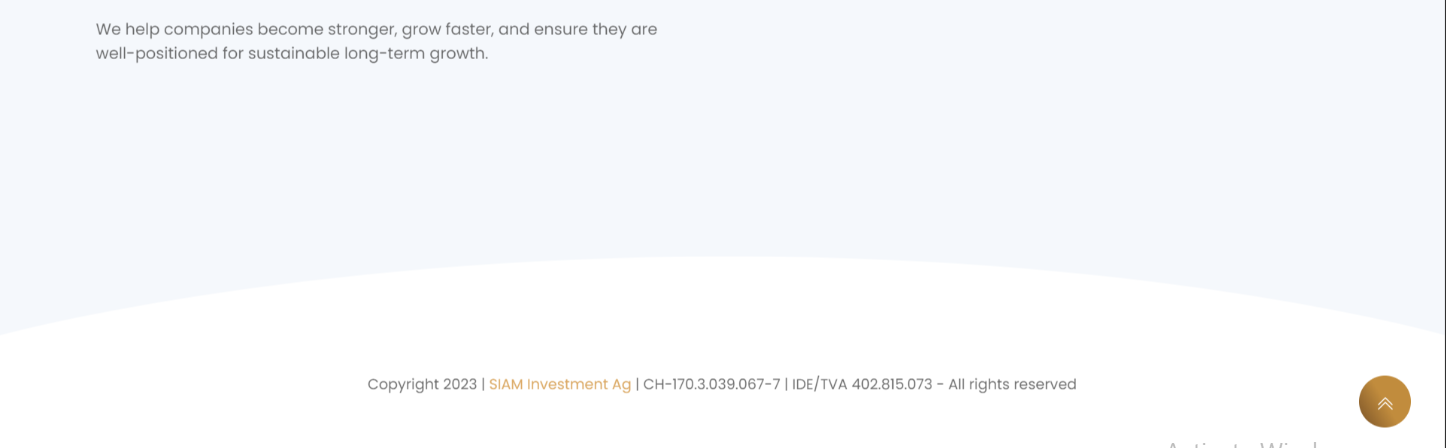 We help companies become stronger, grow faster, and ensure they are
well-positioned for sustainable long-term growth.
Copyright 2023 | SIAM Investment Ag | CH-170.3.039.067-7 | IDE/TVA 402.815.073 - All rights reserved